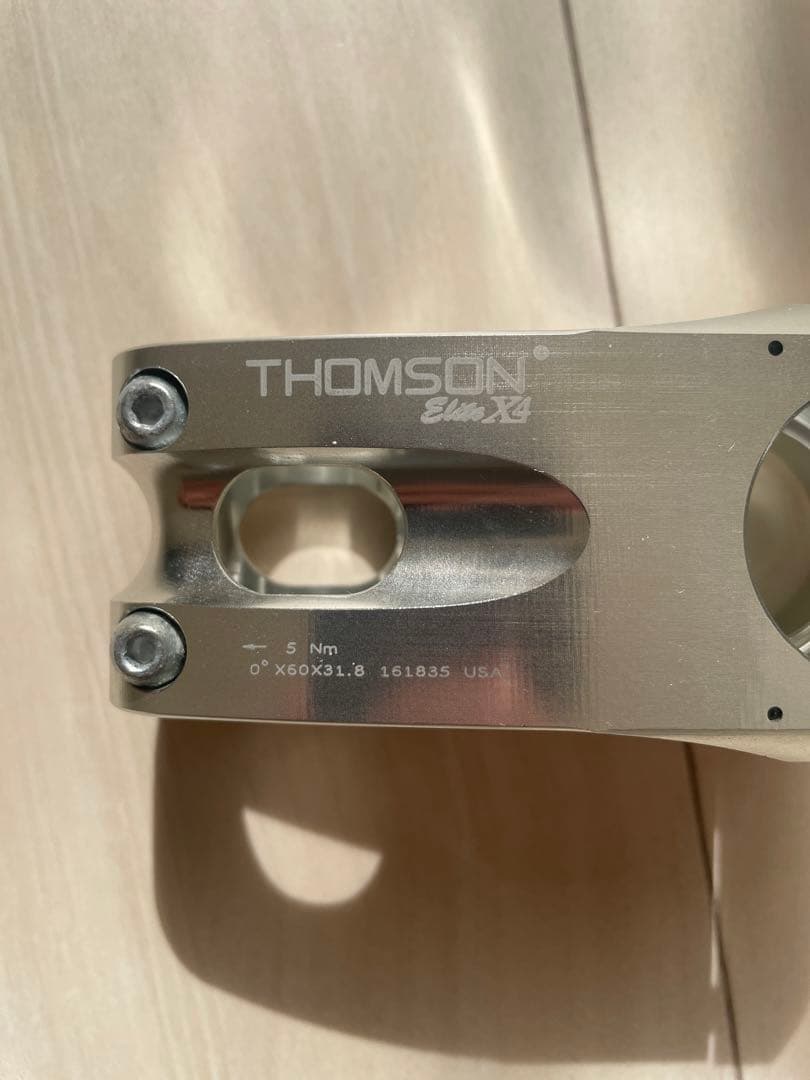 THOMSON®
Elite X4
← 5 Nm
0° X60X31.8 161835 USA